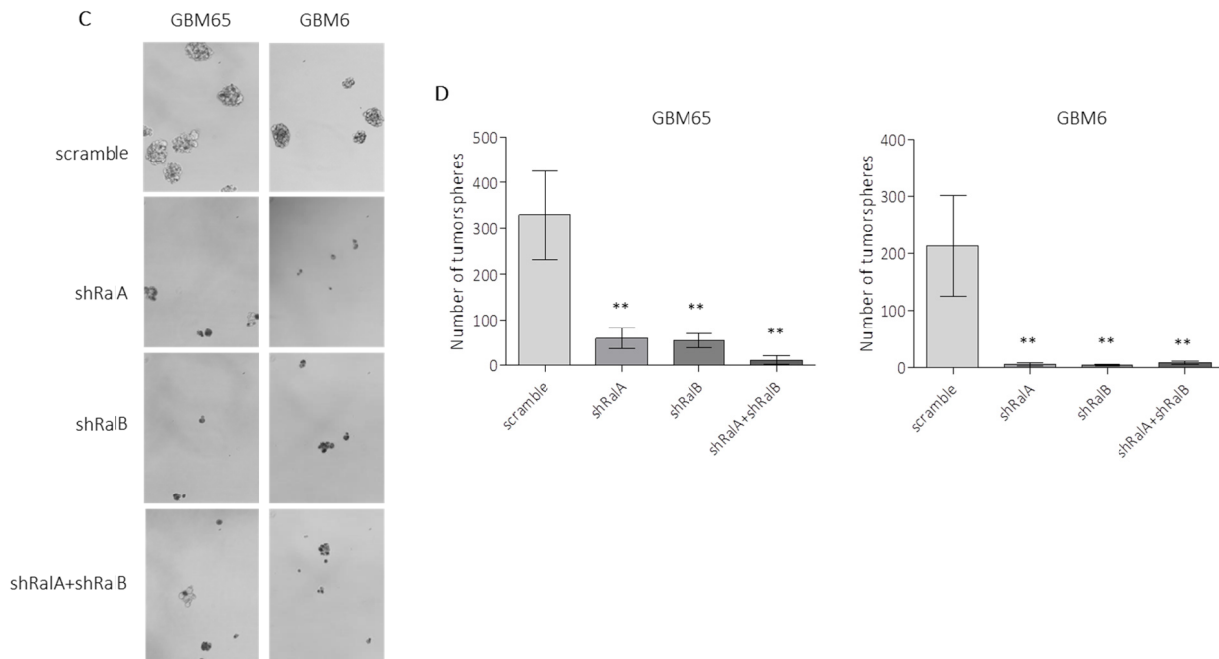 C
GBM65
GBM6
scramble
shRa A
shRalB
shRalA+shRa B
D
GBM65
Number of tumorspheres
500
400
300
200
100
0
**
**
**
scramble
shRalA
shRalB
shRalA+shRalB
GBM6
Number of tumorspheres
400
300
200
100
0
**
**
**
scramble
shRalA
shRalB
shRalA+shRalB